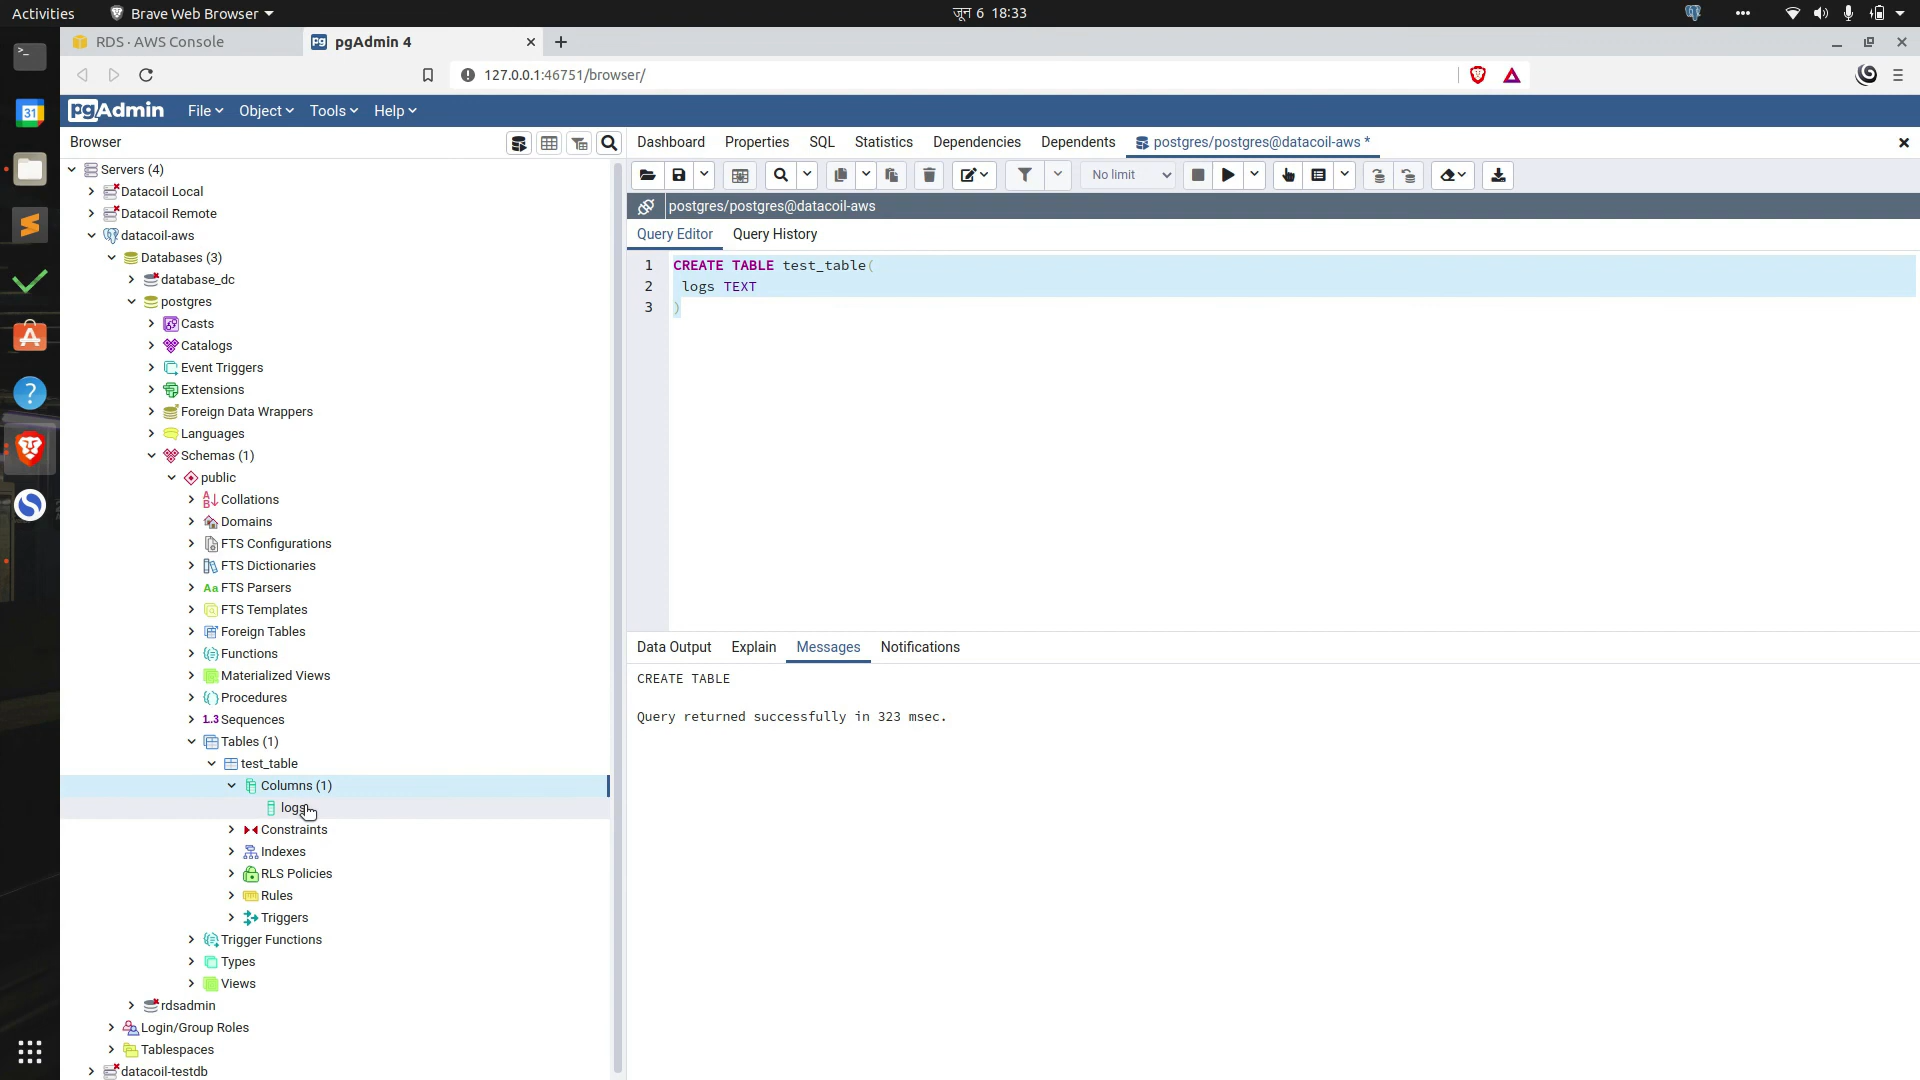 Activities
Brave Web Browser
जून 6 18:33
RDS · AWS Console
pgAdmin 4
127.0.0.1:46751/browser/
pgAdmin
File
Object
Tools
Help
Browser
Servers (4)
Datacoil Local
Datacoil Remote
datacoil-aws
Databases (3)
database_dc
postgres
Casts
Catalogs
Event Triggers
Extensions
Foreign Data Wrappers
Languages
Schemas (1)
public
Collations
Domains
FTS Configurations
FTS Dictionaries
Aa FTS Parsers
FTS Templates
Foreign Tables
Functions
Materialized Views
Procedures
1..3 Sequences
Tables (1)
test_table
Columns (1)
logs
Constraints
Indexes
RLS Policies
Rules
Triggers
Trigger Functions
Types
Views
rdsadmin
Login/Group Roles
Tablespaces
datacoil-testdb
Dashboard
Properties
SQL
Statistics
Dependencies
Dependents
postgres/postgres@datacoil-aws *
No limit
postgres/postgres@datacoil-aws
Query Editor
Query History
1 CREATE TABLE test_table(
2 logs TEXT
3 )
Data Output
Explain
Messages
Notifications
CREATE TABLE
Query returned successfully in 323 msec.